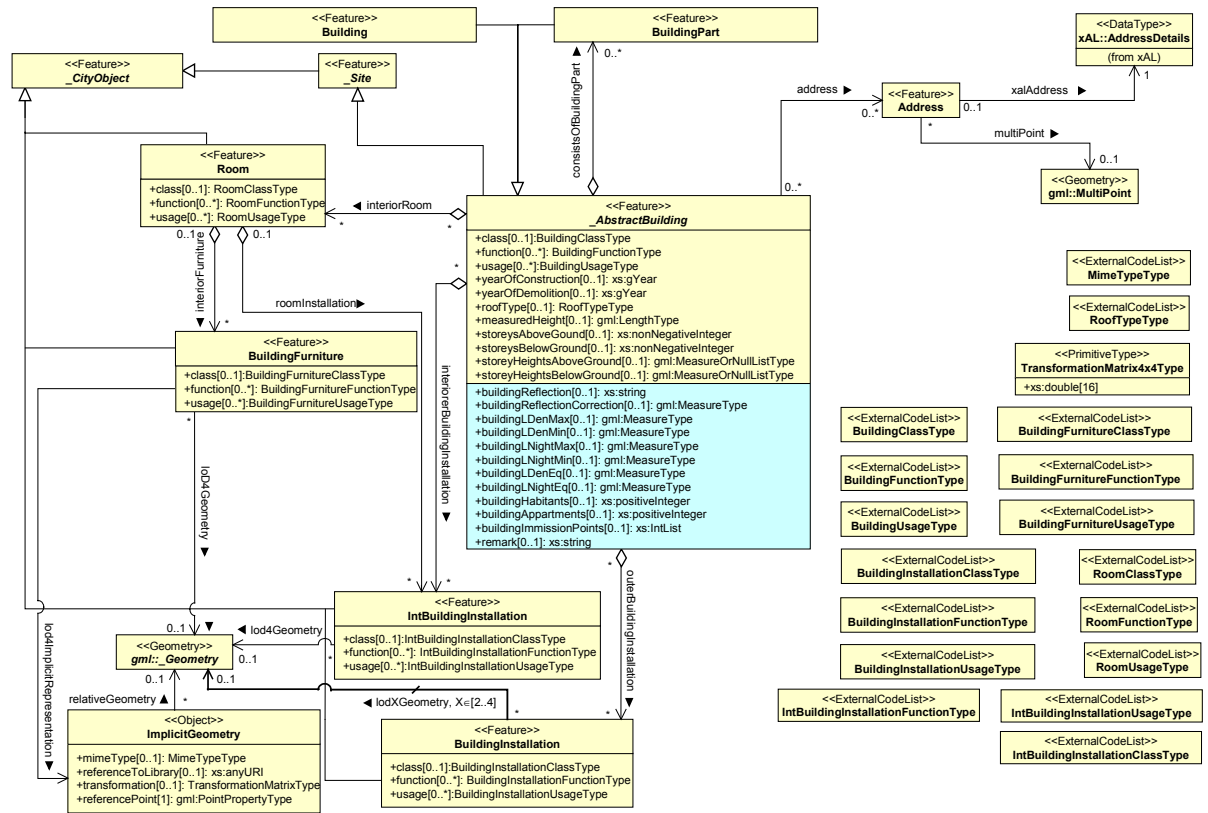 <<Feature>>
Building
<<Feature>>
BuildingPart
<<DataType>>
xAL::AddressDetails
(from xAL)
<<Feature>>
_CityObject
<<Feature>>
_Site
consistsOfBuildingPart ▶
0..*
address ▶
0..*
<<Feature>>
Address
0..1
xalAddress ▶
1
*
multiPoint ▶
0..1
<<Geometry>>
gml::MultiPoint
0..*
<<Feature>>
Room
+class[0..1]: RoomClassType
+function[0..*]: RoomFunctionType
+usage[0..*]: RoomUsageType
◀ interiorRoom
*
*
0..1
0..1
interiorFurniture
▶
*
roomInstallation▶
<<Feature>>
_AbstractBuilding
+class[0..1]:BuildingClassType
+function[0..*]: BuildingFunctionType
+usage[0..*]:BuildingUsageType
+yearOfConstruction[0..1]: xs:gYear
+yearOfDemolition[0..1]: xs:gYear
+roofType[0..1]: RoofTypeType
+measuredHeight[0..1]: gml:LengthType
+storeysAboveGound[0..1]: xs:nonNegativeInteger
+storeysBelowGround[0..1]: xs:nonNegativeInteger
+storeyHeightsAboveGround[0..1]: gml:MeasureOrNullListType
+storeyHeightsBelowGround[0..1]: gml:MeasureOrNullListType
+buildingReflection[0..1]: xs:string
+buildingReflectionCorrection[0..1]: gml:MeasureType
+buildingLDenMax[0..1]: gml:MeasureType
+buildingLDenMin[0..1]: gml:MeasureType
+buildingLNightMax[0..1]: gml:MeasureType
+buildingLNightMin[0..1]: gml:MeasureType
+buildingLDenEq[0..1]: gml:MeasureType
+buildingLNightEq[0..1]: gml:MeasureType
+buildingHabitants[0..1]: xs:positiveInteger
+buildingAppartments[0..1]: xs:positiveInteger
+buildingImmissionPoints[0..1]: xs:IntList
+remark[0..1]: xs:string
*
interiorerBuildingInstallation ▶
<<Feature>>
BuildingFurniture
+class[0..1]:BuildingFurnitureClassType
+function[0..*]: BuildingFurnitureFunctionType
+usage[0..*]:BuildingFurnitureUsageType
*
loD4Geometry ▶
*
*
*
outerBuildingInstallation ▶
*
<<Feature>>
IntBuildingInstallation
+class[0..1]:IntBuildingInstallationClassType
+function[0..*]: IntBuildingInstallationFunctionType
+usage[0..*]:IntBuildingInstallationUsageType
◀ lod4Geometry
*
0..1
0..1
<<Geometry>>
gml::_Geometry
0..1
0..1
lod4ImplicitRepresentation ▶
relativeGeometry ▲
*
◀ lodXGeometry, X∈[2..4]
*
*
<<Object>>
ImplicitGeometry
+mimeType[0..1]: MimeTypeType
+referenceToLibrary[0..1]: xs:anyURI
+transformation[0..1]: TransformationMatrixType
+referencePoint[1]: gml:PointPropertyType
<<Feature>>
BuildingInstallation
+class[0..1]:BuildingInstallationClassType
+function[0..*]: BuildingInstallationFunctionType
+usage[0..*]:BuildingInstallationUsageType
<<ExternalCodeList>>
MimeTypeType
<<ExternalCodeList>>
RoofTypeType
<<PrimitiveType>>
TransformationMatrix4x4Type
+xs:double[16]
<<ExternalCodeList>>
BuildingClassType
<<ExternalCodeList>>
BuildingFurnitureClassType
<<ExternalCodeList>>
BuildingFunctionType
<<ExternalCodeList>>
BuildingFurnitureFunctionType
<<ExternalCodeList>>
BuildingUsageType
<<ExternalCodeList>>
BuildingFurnitureUsageType
<<ExternalCodeList>>
BuildingInstallationClassType
<<ExternalCodeList>>
RoomClassType
<<ExternalCodeList>>
BuildingInstallationFunctionType
<<ExternalCodeList>>
RoomFunctionType
<<ExternalCodeList>>
BuildingInstallationUsageType
<<ExternalCodeList>>
RoomUsageType
<<ExternalCodeList>>
IntBuildingInstallationFunctionType
<<ExternalCodeList>>
IntBuildingInstallationUsageType
<<ExternalCodeList>>
IntBuildingInstallationClassType